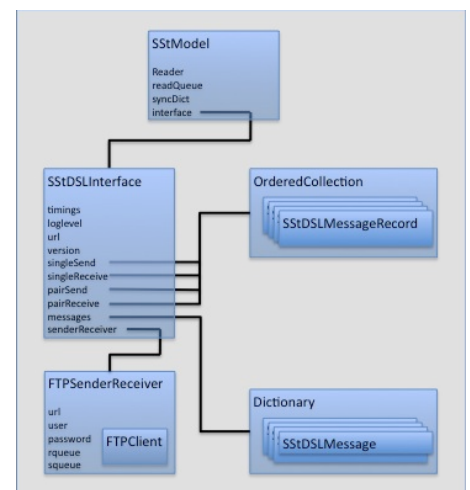 SStModel
Reader
readQueue
syncDict
interface
SStDSLInterface
timings
loglevel
url
version
singleSend
singleReceive
pairSend
pairReceive
messages
senderReceiver
OrderedCollection
SStDSLMessageRecord
FTPSenderReceiver
url
user
password
rqueue
squeue
FTPClient
Dictionary
SStDSLMessage